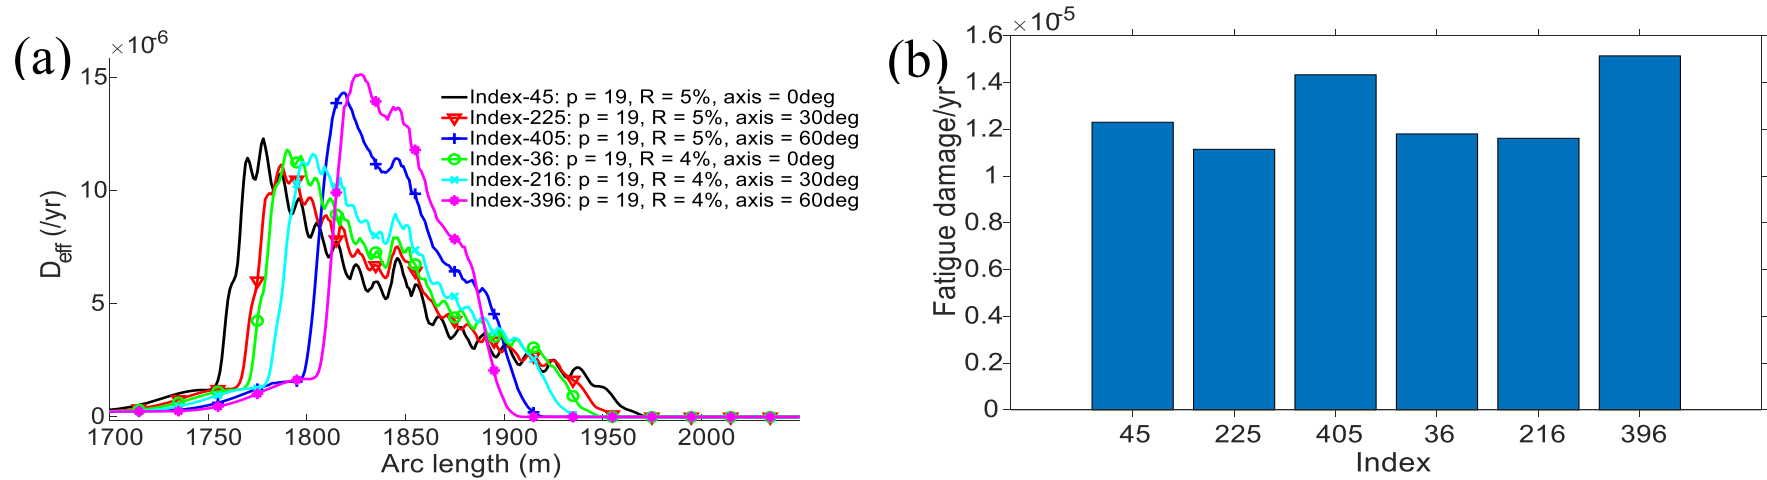 (a)
×10-6
15
10
5
0
Deff (/yr)
Index-45: p = 19, R = 5%, axis = 0deg
Index-225: p = 19, R = 5%, axis = 30deg
Index-405: p = 19, R = 5%, axis = 60deg
Index-36: p = 19, R = 4%, axis = 0deg
Index-216: p = 19, R = 4%, axis = 30deg
Index-396: p = 19, R = 4%, axis = 60deg
1700 1750 1800 1850 1900 1950 2000
Arc length (m)
(b)
×10-5
1.6
1.4
1.2
1
0.8
0.6
0.4
0.2
0
Fatigue damage/yr
45 225 405 36 216 396
Index